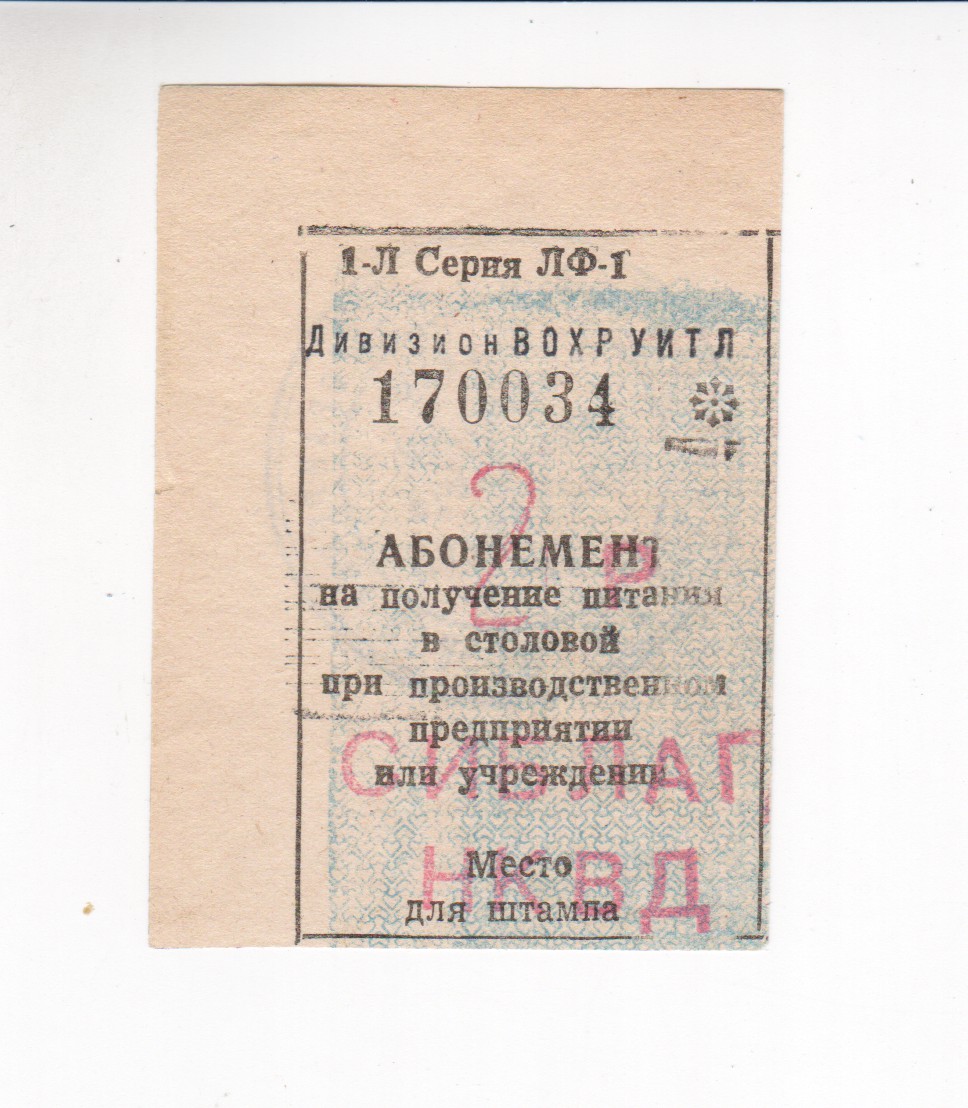 1-Л Серия ЛФ-1
Дивизион ВОХР УИТЛ
170034
2 Р
АБОНЕМЕНТ
на получение питания
в столовой
при производственном
предприятии
СИБЛАГ
или учреждении
НКВД
Место
для штампа